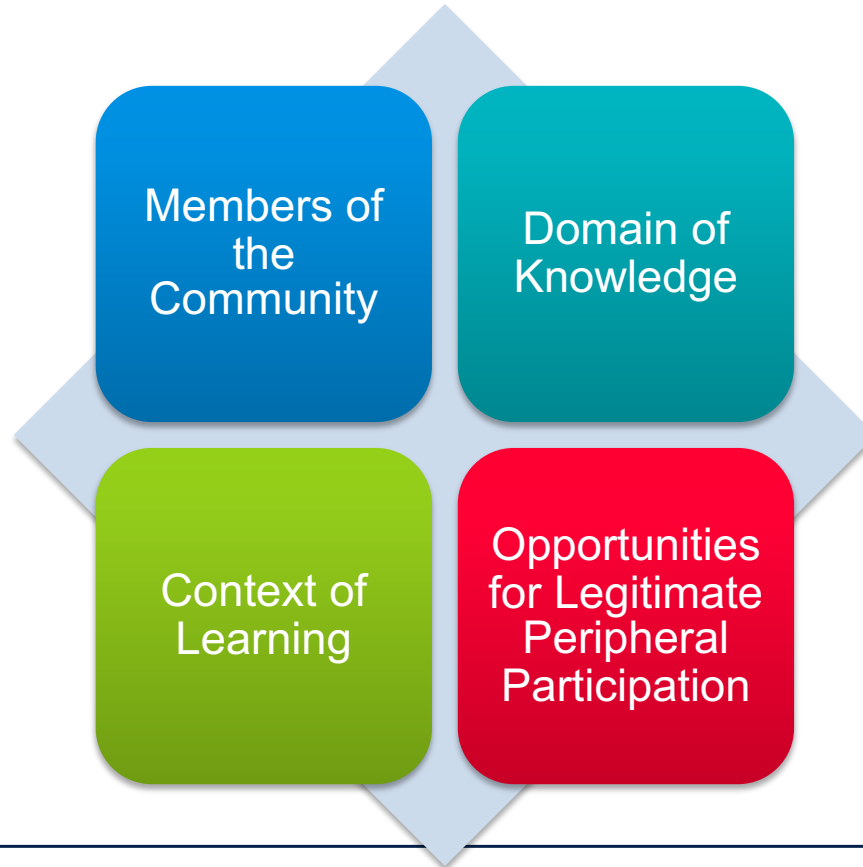 Members of
the
Community
Domain of
Knowledge
Context of
Learning
Opportunities
for Legitimate
Peripheral
Participation